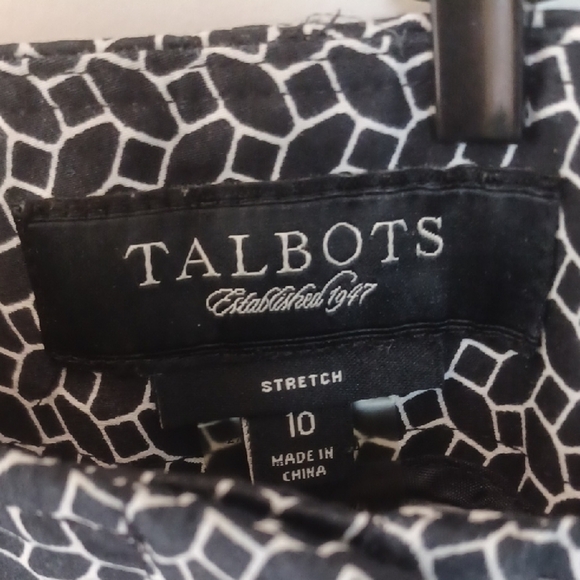 TALBOTS
Established 1947
STRETCH
10
MADE IN
CHINA